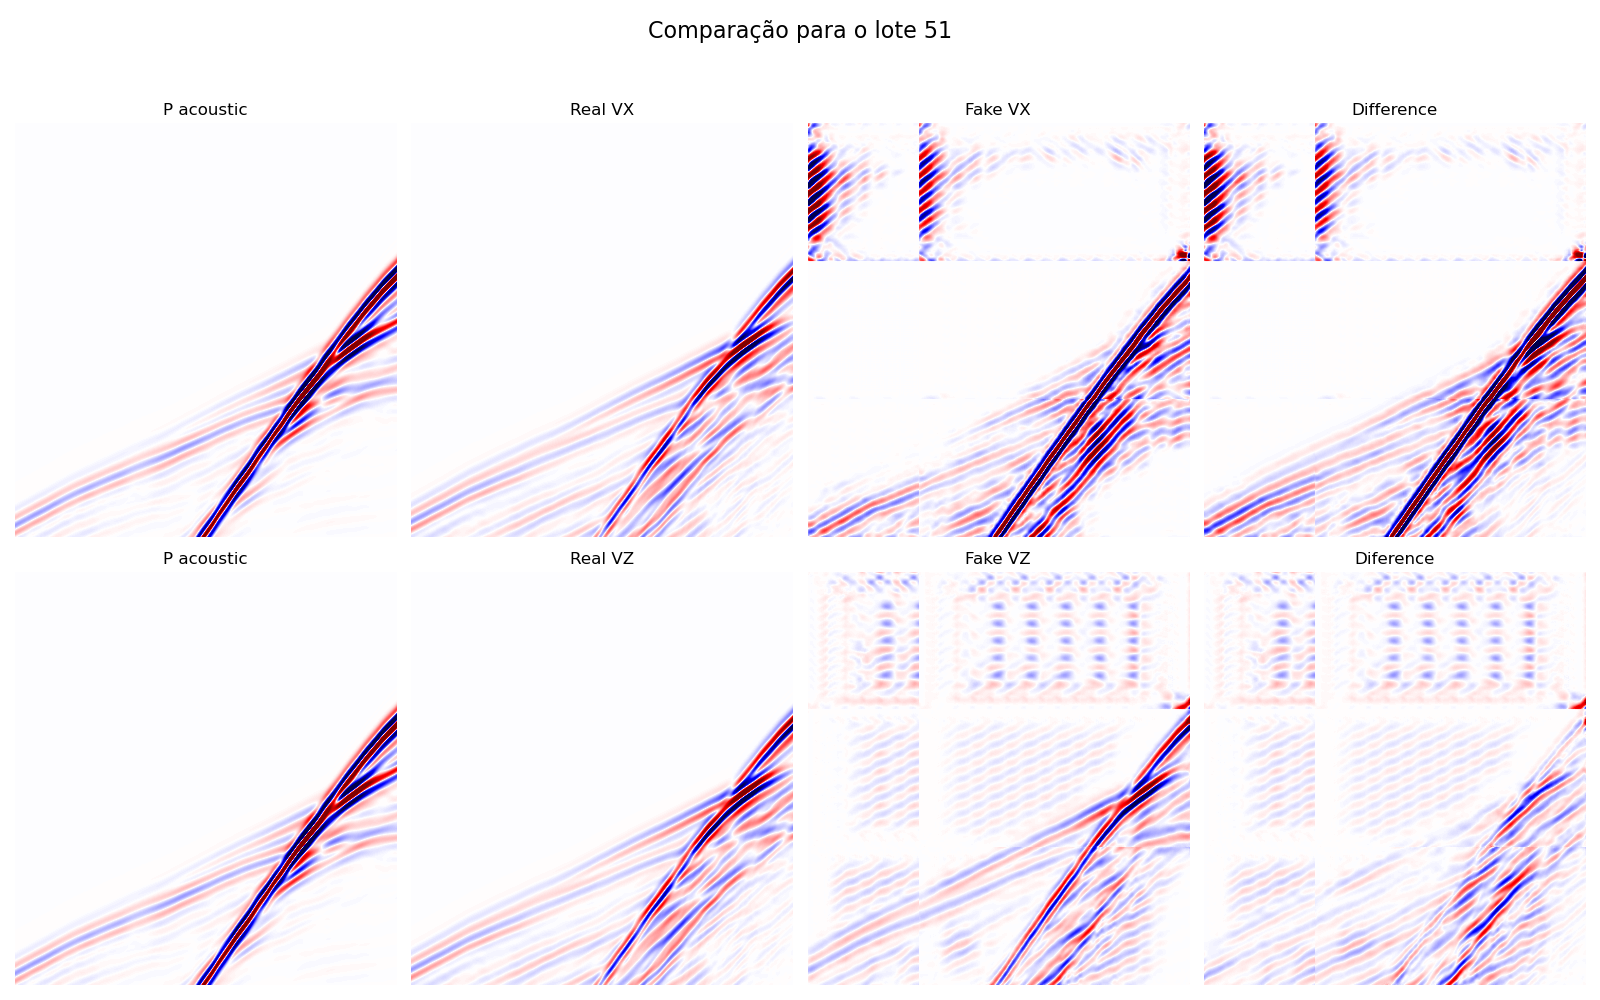 Comparação para o lote 51
P acoustic
Real VX
Fake VX
Difference
P acoustic
Real VZ
Fake VZ
Diference